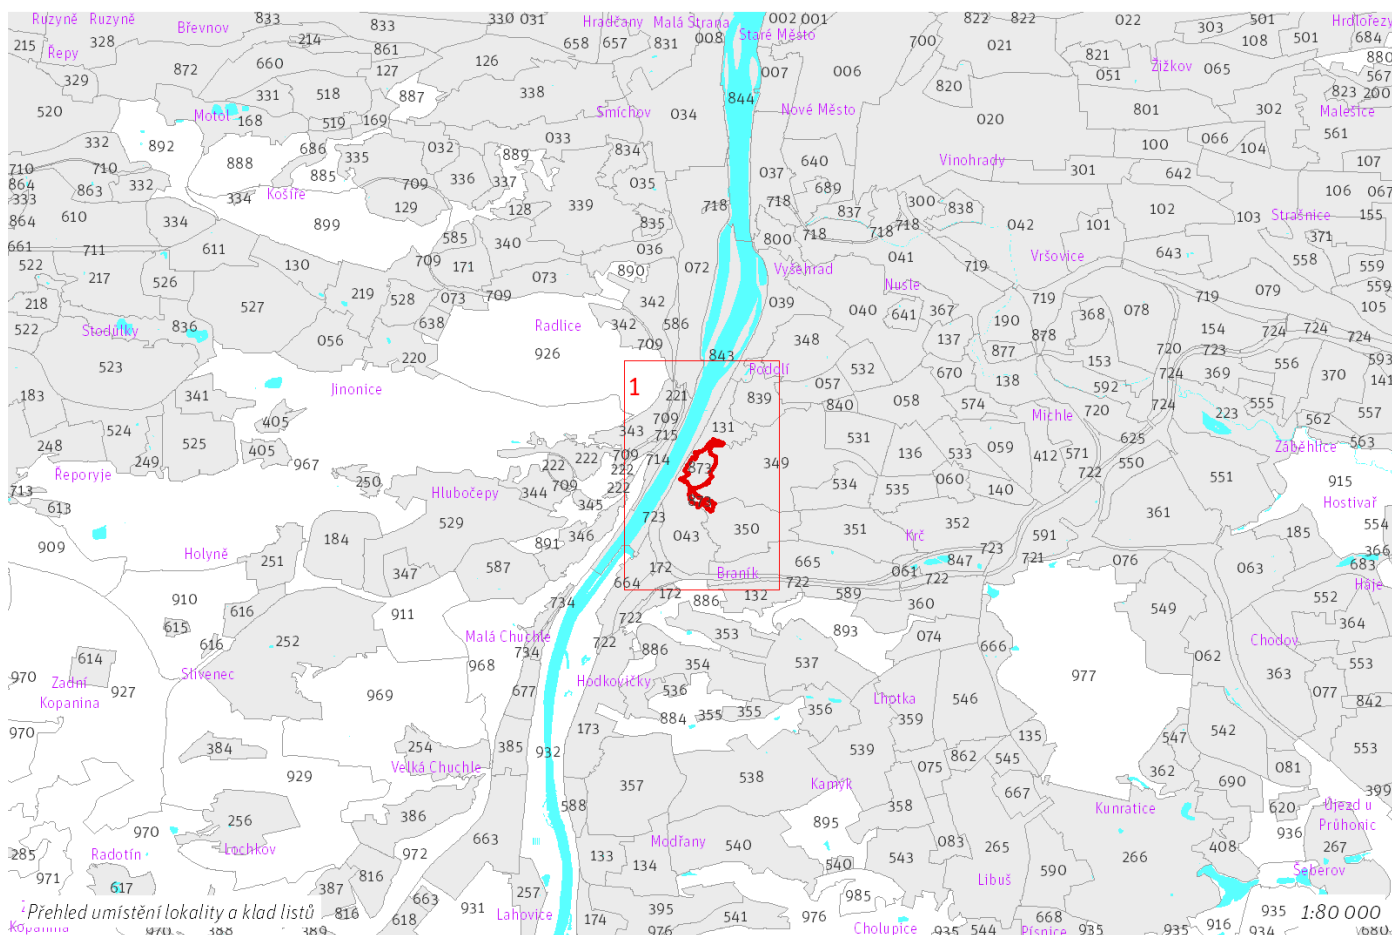 Ruzyně Ruzyně 833 330 031 Hradčany Malá Strana 002 001 822 822 022 501 Hrdlořezy
Břevnov 833 008 Staré Město 303 684
215 328 214 861 658 657 831 700 021 108 501
Řepy 872 660 127 126 007 006 821 051 Žižkov 065 880
329 331 518 887 338 844 820 567
520 Motol 168 519 169 Smíchov 034 Nové Město 020 801 302 823 200
Malešice
332 892 686 032 033 834 100 066 104 561
710 710 888 885 335 889 640 Vinohrady 301 642 107
864 863 332 709 336 337 035 037 689 106 067
333 334 Košíře 129 128 339 718 718 300 838 102 103 Strašnice 155
864 610 334 899 835 837 718 042 101
661 711 611 585 340 036 800 718 718 041 Vršovice 643 371
522 217 526 130 709 171 073 890 072 Vyšehrad 719 558 559
218 527 219 528 073 709 342 039 Nusle 719 079 559
522 Stodůlky 836 056 638 Radlice 342 586 040 641 367 190 368 078 719 105
523 220 926 709 843 348 137 877 878 154 724 724 724
Jinonice Podolí 532 670 138 153 720 723 593
183 341 221 839 057 840 058 574 592 724 369 556 370 141
1
524 405 709 131 Michle 720 724 223 555 562 557
248 525 405 343 715 531 136 533 059 412 571 625 Záběhlice 563
249 967 709 714 873 349 722 550
Řeporyje 222 222 222 534 535 060 140 551 915
713 250 Hlubočepy 344 709 222 Hostivař
613 345 723 361 554
909 Holyně 184 529 346 043 350 351 Krč 352 591 185
251 891 723 721 076 366
347 587 172 665 847 683
664 Braník 722 061 722 063 Háje
910 616 911 734 172 886 132 589 552
615 616 252 893 360 549 364
Malá Chuchle 722 353 074 666 Chodov
614 Slivenec 968 734 886 354 537 062 553
970 Zadní Kopanina 927 Hodkovičky 536 Lhotka 546 977 363
969 677 884 355 355 356 359 077 842
970 173 135
384 254 385 932 539 547 542 553
Velká Chuchle 075 862 545
929 538 Kamýk 362 081
357 667 690 399
386 588 358 Kunratice 620 Újezd u Průhonic
256 895
970 Lochkov 663 Modřany 083 936
285 Radotín 972 540 543 265 266 408 267
971 133 134 540 590
617 816 Libuš Šeberov
387 257 985
663 931 395 976
816 618 Lahovice 174 541 668 916 935
Přehled umístění lokality a klad listů 1:80 000
Kopanina 970 388 389 976 Cholupice 935 544 Písnice 935 935 934 680